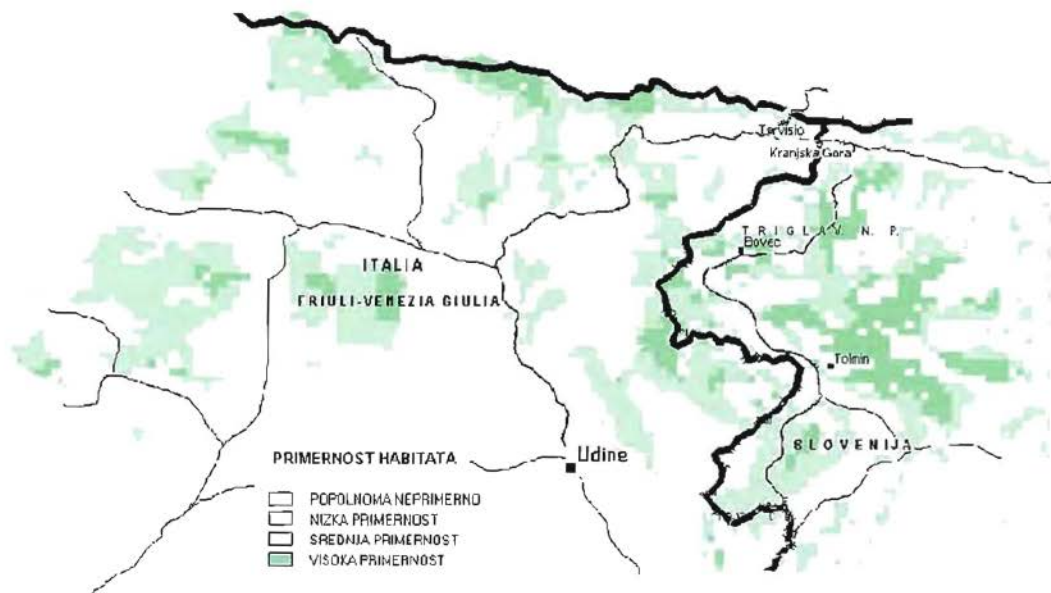 Tarvisio
Kranjska Gora
TRIGLAV N. P.
Bovec
ITALIA
FRIULI-VENEZIA GIULIA
Tolmin
SLOVENIJA
Udine
PRIMERNOST HABITATA
POPOLNOMA NEPRIMERNO
NIZKA PRIMERNOST
SREDNJA PRIMERNOST
VISOKA PRIMERNOST